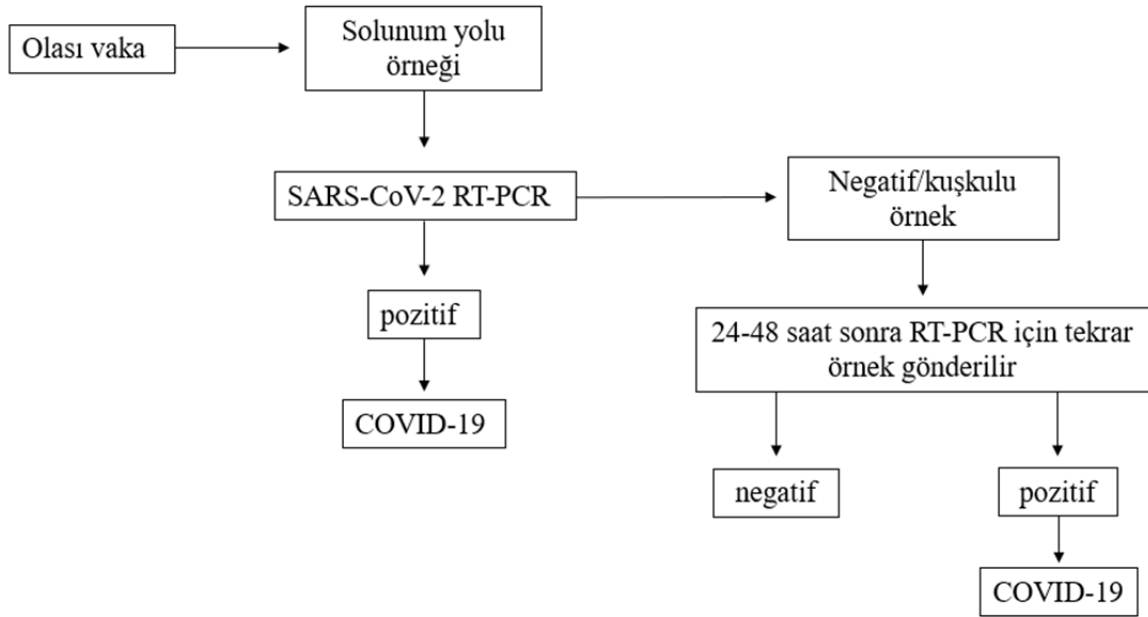 Olası vaka
Solunum yolu
örneği
SARS-CoV-2 RT-PCR
Negatif/kuşkulu
örnek
pozitif
24-48 saat sonra RT-PCR için tekrar
örnek gönderilir
COVID-19
negatif
pozitif
COVID-19